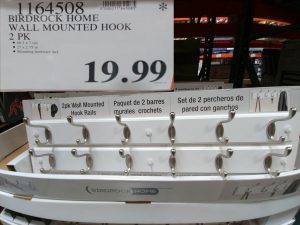 1164508
BIRDROCK HOME
WALL MOUNTED HOOK
2 PK
19.99
2pk Wall Mounted
Hook Rails
Paquet de 2 barres
murales crochets
Set de 2 percheros de
pared con ganchos
BIRDROCKHOME